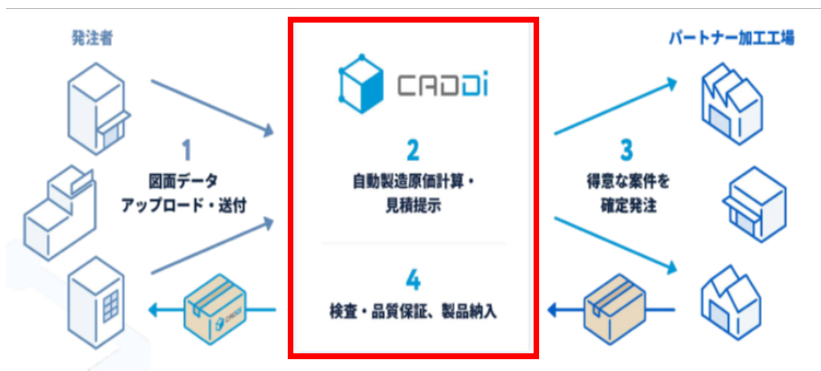 発注者
パートナー加工工場
CADDi
1
図面データ
アップロード・送付
2
自動製造原価計算・
見積提示
3
得意な案件を
確定発注
4
検査・品質保証、製品納入
CADDi